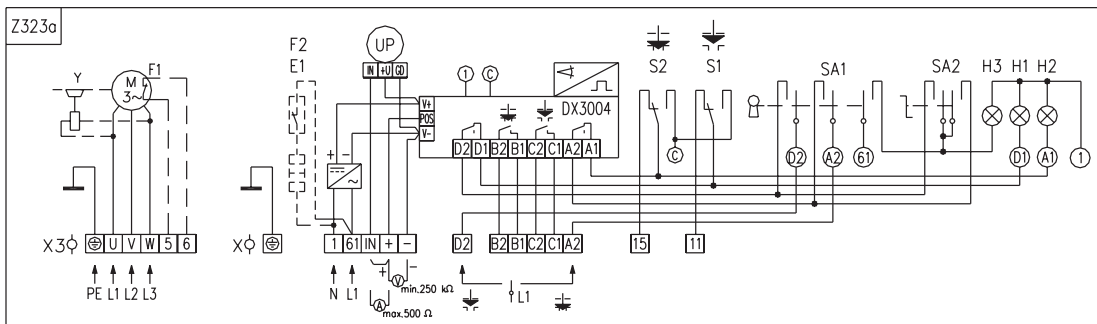 Z323a
Y
M
3~
F1
F2
E1
UP
IN +U GD
1 C
V+
POS
V-
DX3004
D2 D1 B2 B1 C2 C1 A2 A1
S2 S1
C
SA1
SA2
H3 H1 H2
D2 A2 61
D1 A1 1
+ −
X3
U V W 5 6
PE L1 L2 L3
X
1 61 IN + −
N L1
+ −
V
min.250 kΩ
A
max.500 Ω
D2 B2 B1 C2 C1 A2
L1
15 11